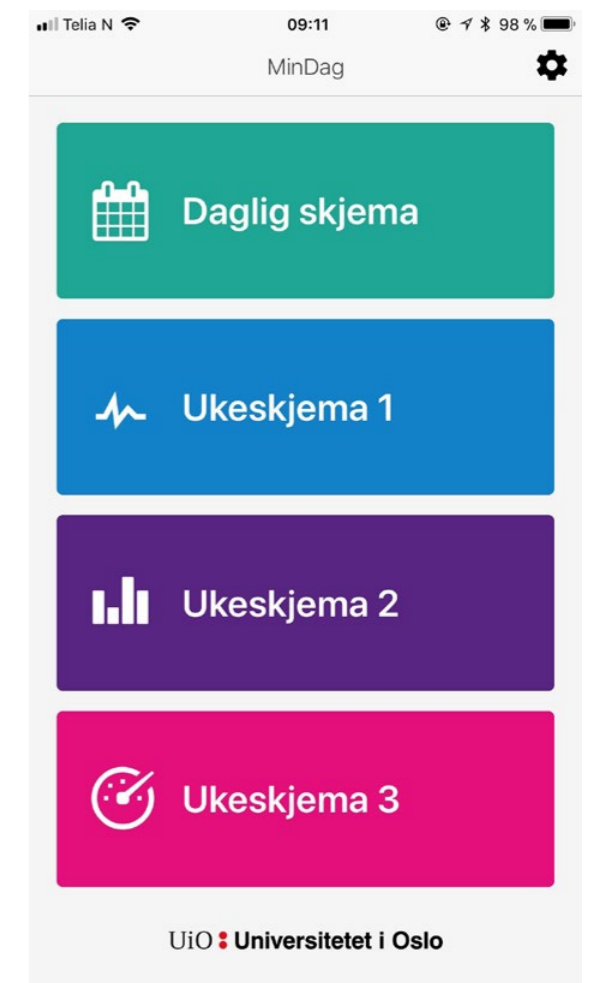 Telia N 09:11 98 %
MinDag
Daglig skjema
Ukeskjema 1
Ukeskjema 2
Ukeskjema 3
UiO : Universitetet i Oslo